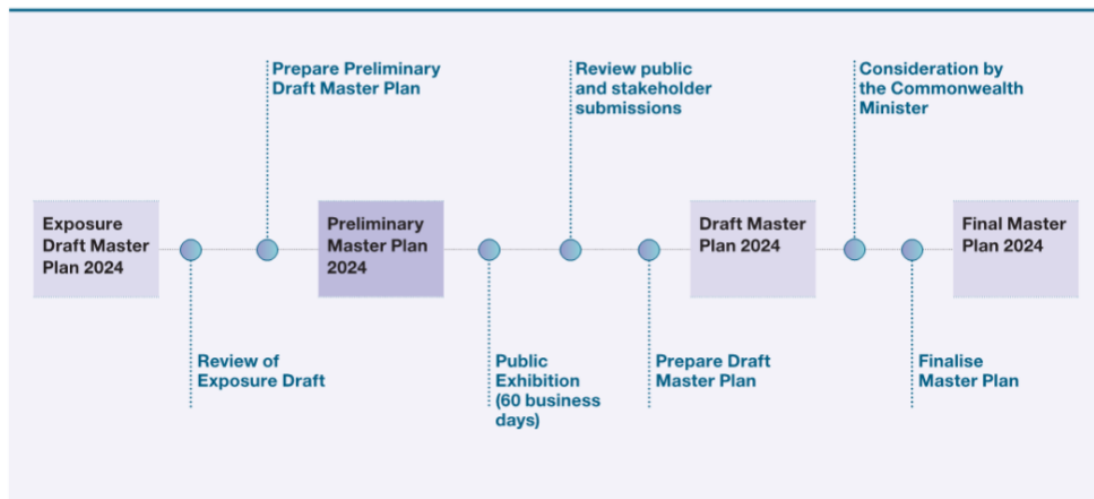 Prepare Preliminary
Draft Master Plan
Review public
and stakeholder
submissions
Consideration by
the Commonwealth
Minister
Exposure
Draft Master
Plan 2024
Preliminary
Master Plan
2024
Draft Master
Plan 2024
Final Master
Plan 2024
Review of
Exposure Draft
Public
Exhibition
(60 business
days)
Prepare Draft
Master Plan
Finalise
Master Plan